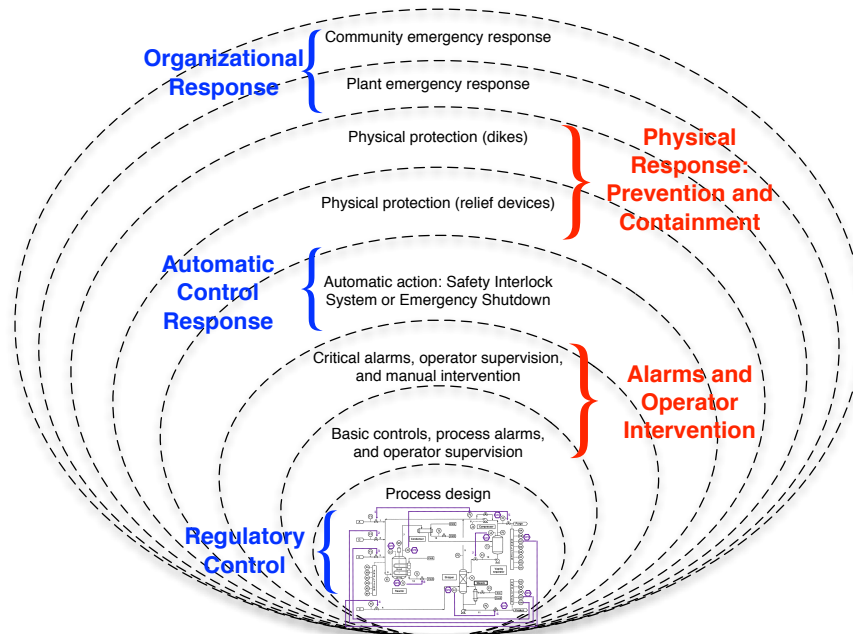 Community emergency response
Organizational
Response
Plant emergency response
Physical protection (dikes)
Physical
Response:
Prevention and
Containment
Physical protection (relief devices)
Automatic
Control
Response
Automatic action: Safety Interlock
System or Emergency Shutdown
Critical alarms, operator supervision,
and manual intervention
Alarms and
Operator
Intervention
Basic controls, process alarms,
and operator supervision
Process design
Regulatory
Control